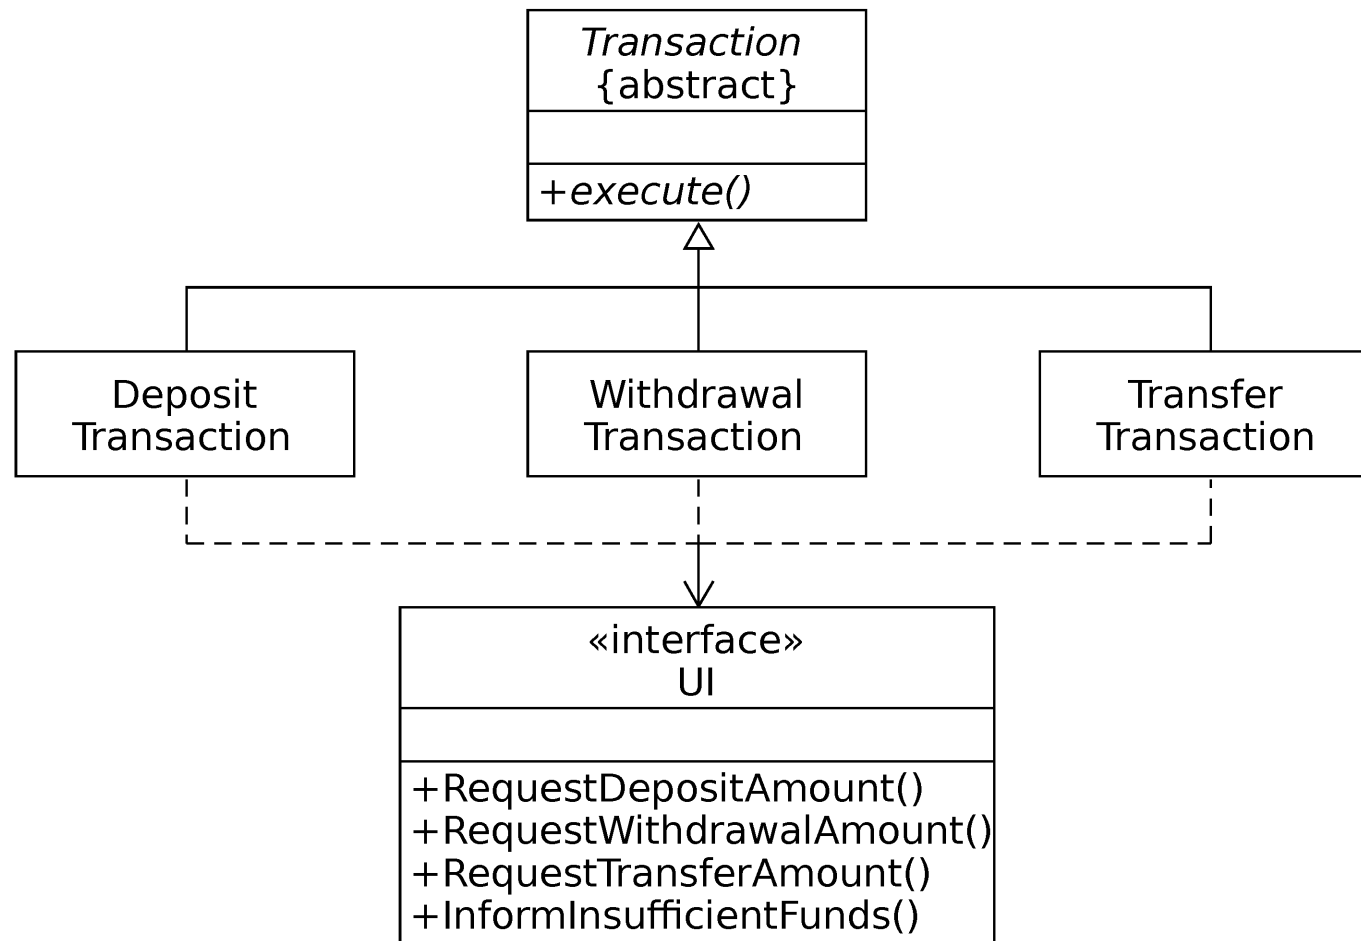 Transaction
{abstract}
+execute()
Deposit
Transaction
Withdrawal
Transaction
Transfer
Transaction
«interface»
UI
+RequestDepositAmount()
+RequestWithdrawalAmount()
+RequestTransferAmount()
+InformInsufficientFunds()